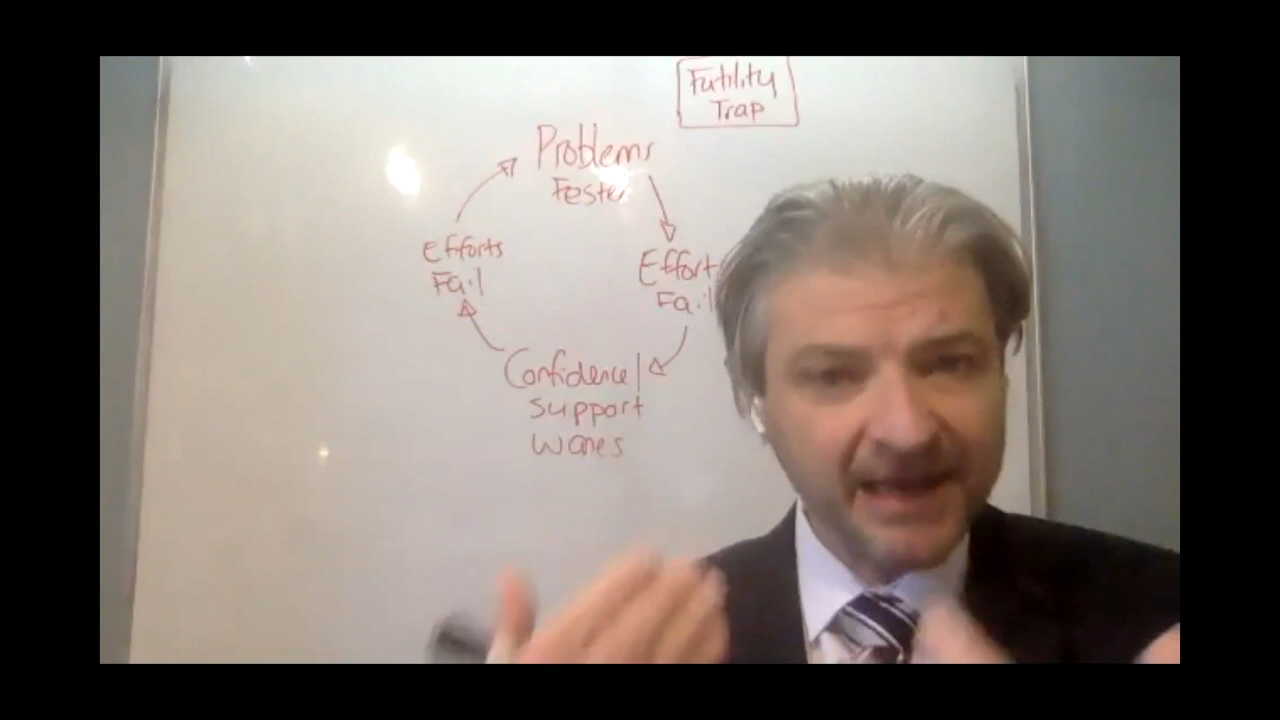 Futility
Trap
Problems
Fester
Effort
Fail
Confidence/
Support
Wanes
Efforts
Fail